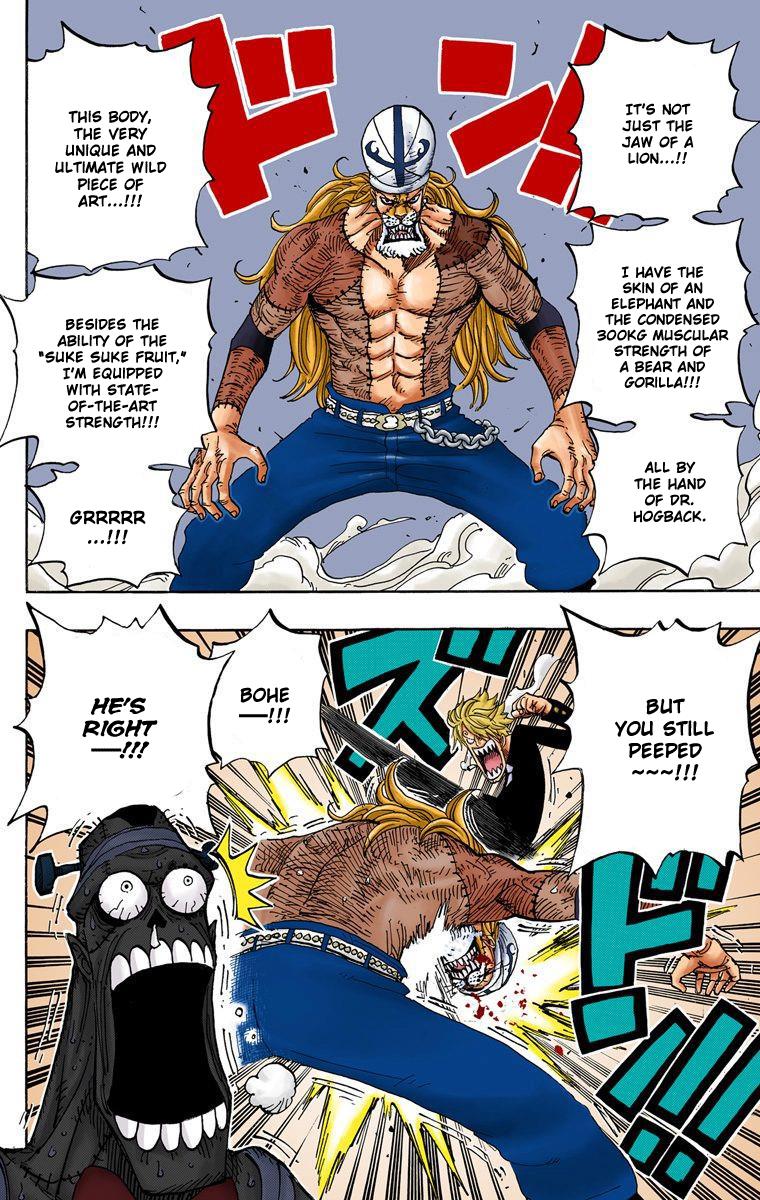 ドン!
IT'S NOT
JUST THE
JAW OF A
LION...!!
I HAVE THE
SKIN OF AN
ELEPHANT AND
THE CONDENSED
300KG MUSCULAR
STRENGTH OF
A BEAR AND
GORILLA!!!
ALL BY
THE HAND
OF DR.
HOGBACK.
THIS BODY,
THE VERY
UNIQUE AND
ULTIMATE WILD
PIECE OF
ART...!!!
BESIDES THE
ABILITY OF THE
"SUKE SUKE FRUIT,"
I'M EQUIPPED
WITH STATE-
OF-THE-ART
STRENGTH!!!
GRRRRR
...!!!
BUT
YOU STILL
PEEPED
~~~!!!
ズドド!!!
BOHE
—!!!
HE'S
RIGHT
—!!!